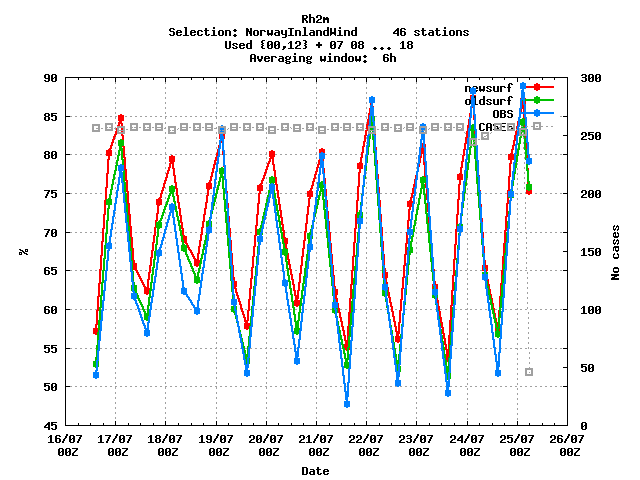 Rh2m
Selection: NorwayInlandWind 46 stations
Used {00,12} + 07 08 ... 18
Averaging window: 6h
newsurf
oldsurf
OBS
CASES
90
85
80
75
70
65
60
55
50
45
%
300
250
200
150
100
50
0
No cases
16/07 17/07 18/07 19/07 20/07 21/07 22/07 23/07 24/07 25/07 26/07
00Z 00Z 00Z 00Z 00Z 00Z 00Z 00Z 00Z 00Z 00Z
Date